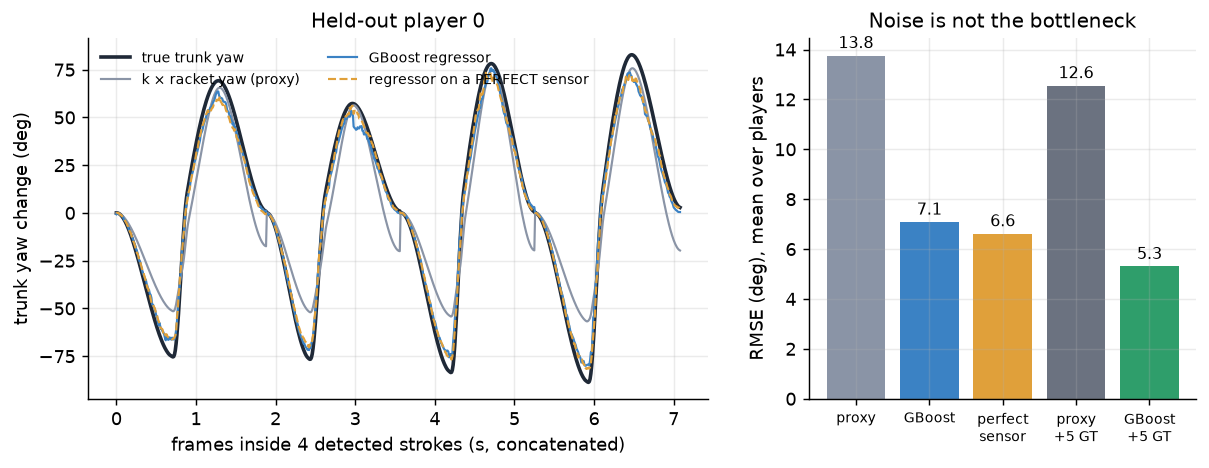 Held-out player 0
true trunk yaw
k × racket yaw (proxy)
GBoost regressor
regressor on a PERFECT sensor
trunk yaw change (deg)
75
50
25
0
−25
−50
−75
0 1 2 3 4 5 6 7
frames inside 4 detected strokes (s, concatenated)
Noise is not the bottleneck
RMSE (deg), mean over players
14
12
10
8
6
4
2
0
13.8
7.1
6.6
12.6
5.3
proxy
GBoost
perfect
sensor
proxy
+5 GT
GBoost
+5 GT